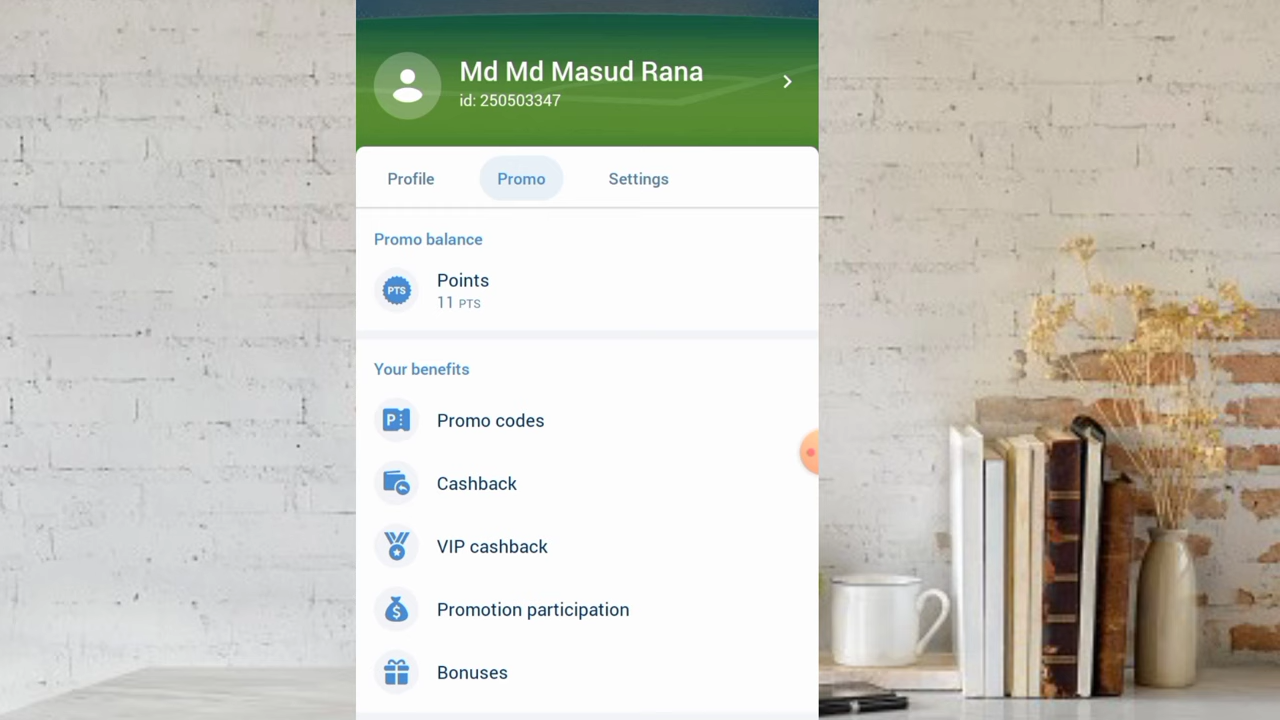 Md Md Masud Rana
id: 250503347
Profile Promo Settings
Promo balance
PTS
Points
11 PTS
Your benefits
P
Promo codes
Cashback
VIP cashback
$
Promotion participation
Bonuses